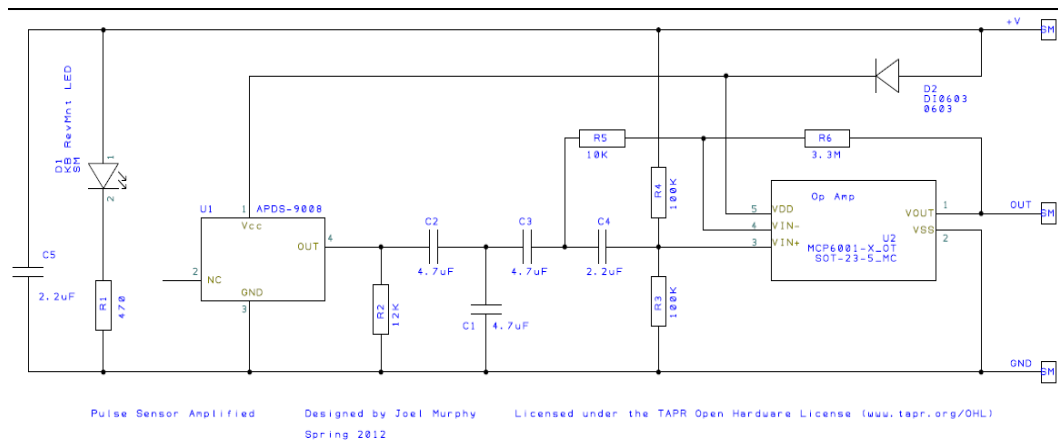 +V
SM
D1
KB RevMnt LED
SM
1
2
D2
DI0603
0603
R5
10K
R6
3.3M
R4
100K
U1
APDS-9008
1
Vcc
OUT
4
2
NC
GND
3
C5
2.2uF
R1
470
R2
12K
C2
4.7uF
C3
4.7uF
C4
2.2uF
C1
4.7uF
R3
100K
Op Amp
5
VDD
4
VIN-
3
VIN+
VOUT
1
VSS
2
U2
MCP6001-X_OT
SOT-23-5_MC
OUT
SM
GND
SM
Pulse Sensor Amplified
Designed by Joel Murphy
Licensed under the TAPR Open Hardware License (www.tapr.org/OHL)
Spring 2012